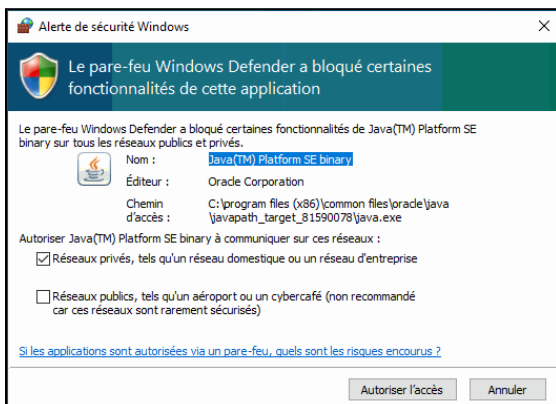 Alerte de sécurité Windows
Le pare-feu Windows Defender a bloqué certaines
fonctionnalités de cette application
Le pare-feu Windows Defender a bloqué certaines fonctionnalités de Java(TM) Platform SE
binary sur tous les réseaux publics et privés.
Nom : Java(TM) Platform SE binary
Éditeur : Oracle Corporation
Chemin C:\program files (x86)\common files\oracle\java
d'accès : \javapath_target_81590078\java.exe
Autoriser Java(TM) Platform SE binary à communiquer sur ces réseaux :
Réseaux privés, tels qu'un réseau domestique ou un réseau d'entreprise
Réseaux publics, tels qu'un aéroport ou un cybercafé (non recommandé
car ces réseaux sont rarement sécurisés)
Si les applications sont autorisées via un pare-feu, quels sont les risques encourus ?
Autoriser l'accès Annuler